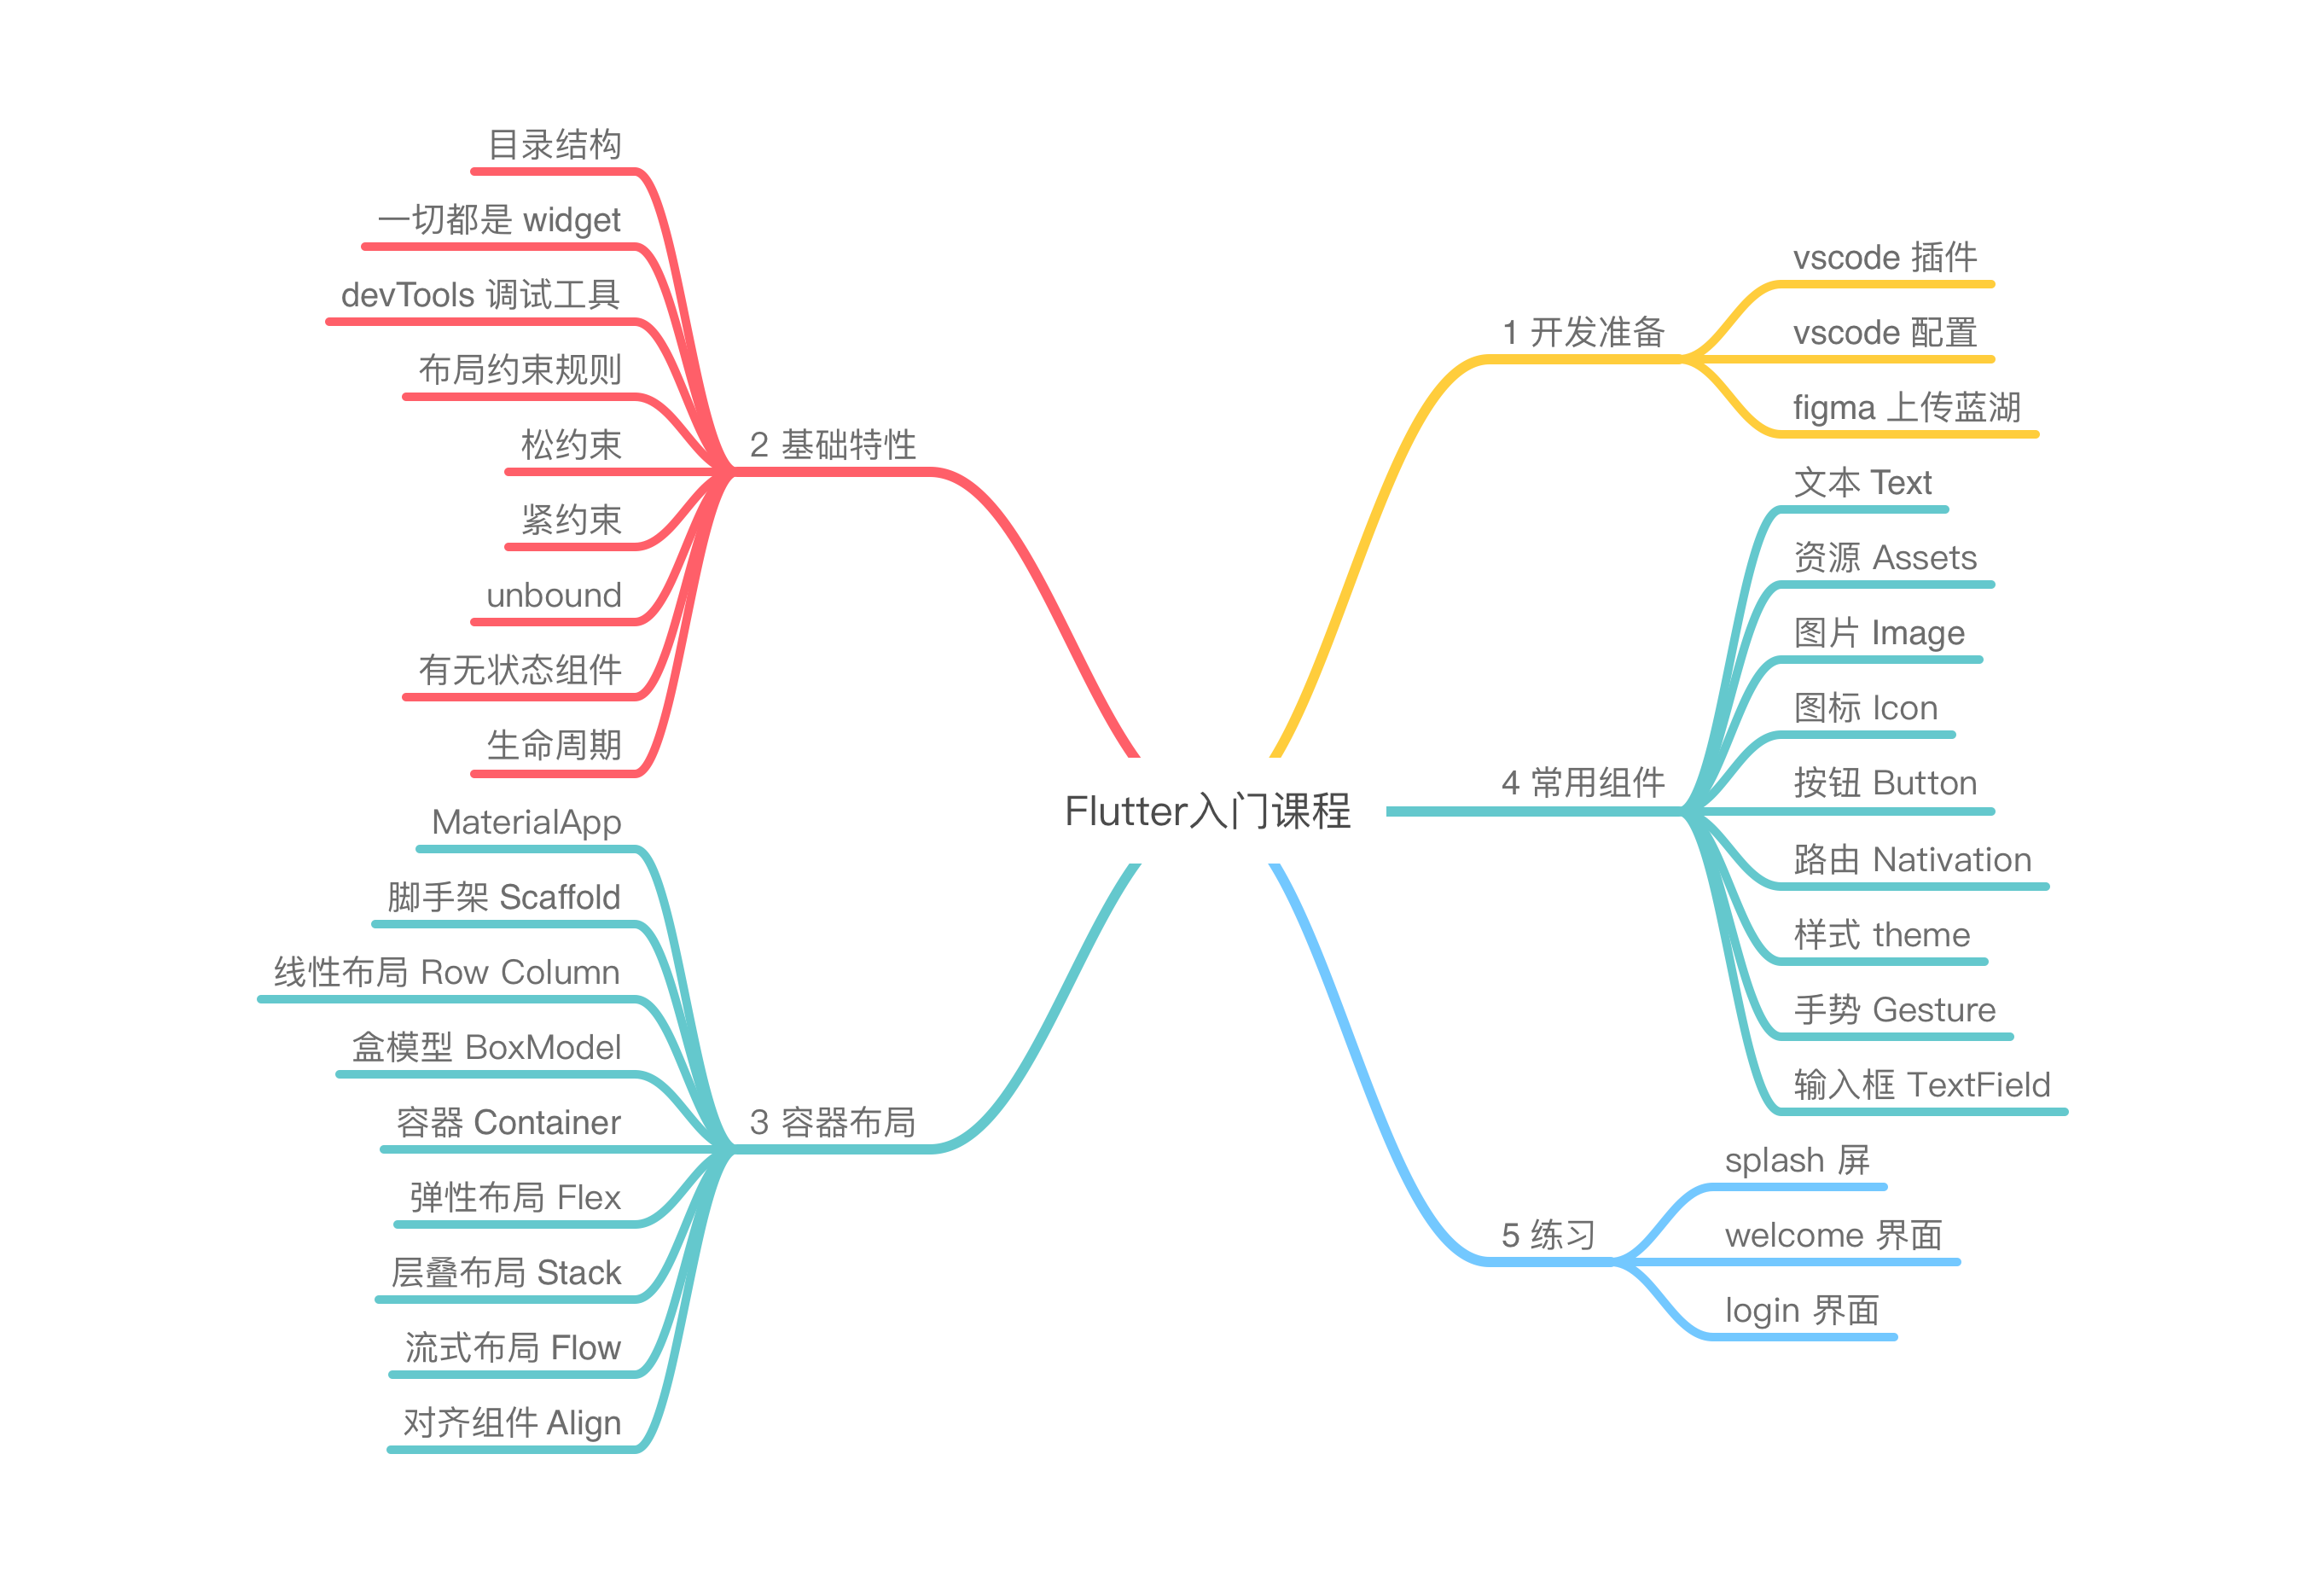 Flutter入门课程
1 开发准备
vscode 插件
vscode 配置
figma 上传蓝湖
2 基础特性
目录结构
一切都是 widget
devTools 调试工具
布局约束规则
松约束
紧约束
unbound
有无状态组件
生命周期
3 容器布局
MaterialApp
脚手架 Scaffold
线性布局 Row Column
盒模型 BoxModel
容器 Container
弹性布局 Flex
层叠布局 Stack
流式布局 Flow
对齐组件 Align
4 常用组件
文本 Text
资源 Assets
图片 Image
图标 Icon
按钮 Button
路由 Nativation
样式 theme
手势 Gesture
输入框 TextField
5 练习
splash 屏
welcome 界面
login 界面